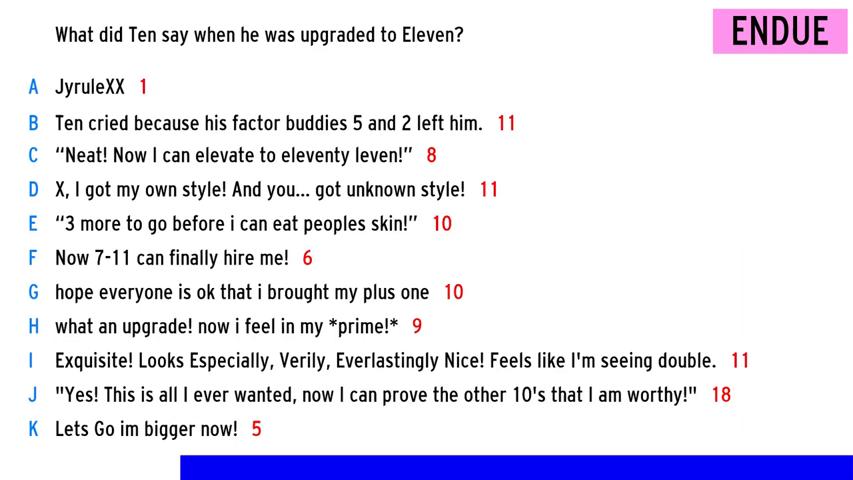 What did Ten say when he was upgraded to Eleven?
ENDUE
A JyruleXX 1
B Ten cried because his factor buddies 5 and 2 left him. 11
C “Neat! Now I can elevate to eleventy leven!” 8
D X, I got my own style! And you... got unknown style! 11
E “3 more to go before i can eat peoples skin!” 10
F Now 7-11 can finally hire me! 6
G hope everyone is ok that i brought my plus one 10
H what an upgrade! now i feel in my *prime!* 9
I Exquisite! Looks Especially, Verily, Everlastingly Nice! Feels like I'm seeing double. 11
J "Yes! This is all I ever wanted, now I can prove the other 10's that I am worthy!" 18
K Lets Go im bigger now! 5